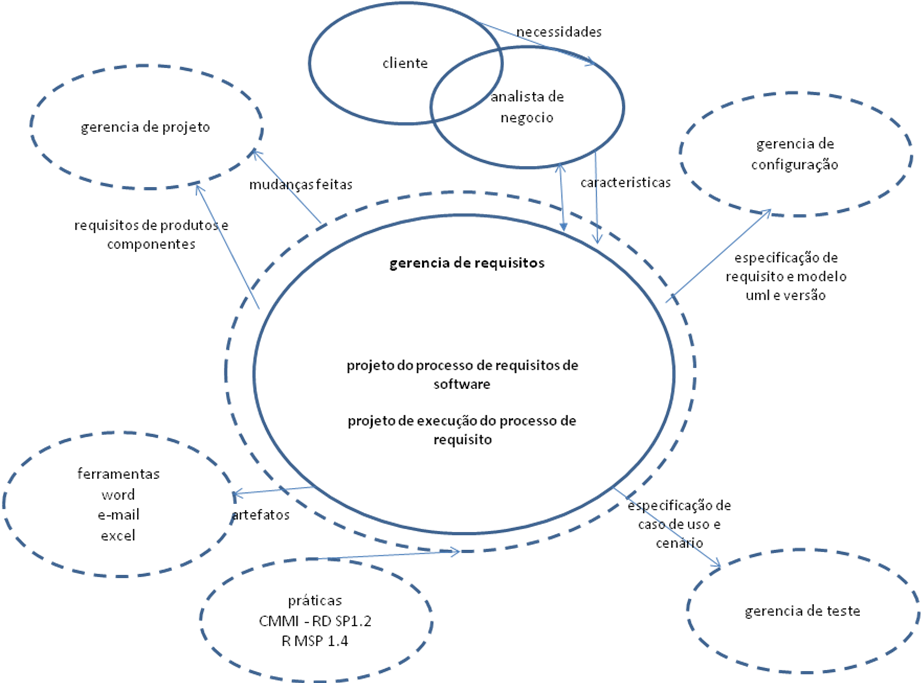 necessidades
cliente
analista de
negocio
gerencia de projeto
gerencia de
configuração
mudanças feitas
caracteristicas
requisitos de produtos e
componentes
gerencia de requisitos
especificação de
requisito e modelo
uml e versão
projeto do processo de requisitos de
software
projeto de execução do processo de
requisito
ferramentas
word
e-mail
excel
artefatos
especificação de
caso de uso e
cenário
práticas
CMMI - RD SP1.2
R MSP 1.4
gerencia de teste